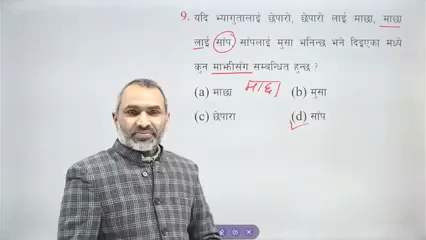 9. यदि भ्यागुतालाई छेपारो, छेपारो लाई माछा, माछा
लाई सांप सांपलाई मुसा भनिन्छ भने दिइएका मध्ये
कुन माझीसंग सम्बन्धित हुन्छ ?
माछा
(a) माछा (b) मुसा
(c) छेपारा (d) सांप